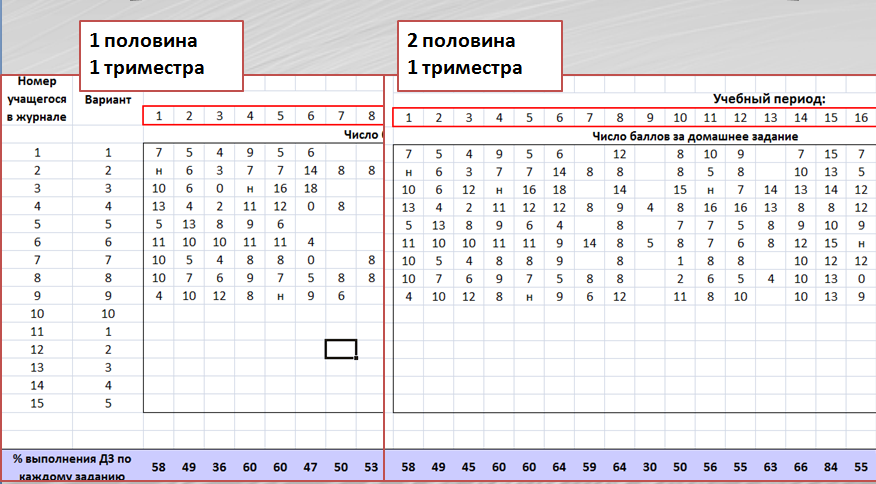 1 половина
1 триместра
Номер
учащегося
в журнале
Вариант
1 2 3 4 5 6 7 8
Число
1 1 7 5 4 9 5 6
2 2 н 6 3 7 7 14 8 8
3 3 10 6 0 н 16 18
4 4 13 4 2 11 12 0 8
5 5 5 13 8 9 6
6 6 11 10 10 11 11 4
7 7 10 5 4 8 8 0 8
8 8 10 7 6 9 7 5 8 8
9 9 4 10 12 8 н 9 6
10 10
11 1
12 2
13 3
14 4
15 5
% выполнения ДЗ по
каждому заданию
58 49 36 60 60 47 50 53
2 половина
1 триместра
Учебный период:
1 2 3 4 5 6 7 8 9 10 11 12 13 14 15 16
Число баллов за домашнее задание
7 5 4 9 5 6 12 8 10 9 7 15 7
н 6 3 7 7 14 8 8 8 5 8 10 13 5
10 6 12 н 16 18 14 15 н 7 14 13 14 12
13 4 2 11 12 12 8 9 4 8 16 16 13 8 8 12
5 13 8 9 6 4 8 7 7 5 8 9 10 9
11 10 10 11 11 9 14 8 5 8 7 6 8 12 15 н
10 5 4 8 8 9 8 1 8 8 10 12 12
10 7 6 9 7 5 8 8 2 6 5 4 10 13 0
4 10 12 8 н 9 6 12 11 8 10 10 13 9
58 49 45 60 60 64 59 64 30 50 56 55 63 66 84 55